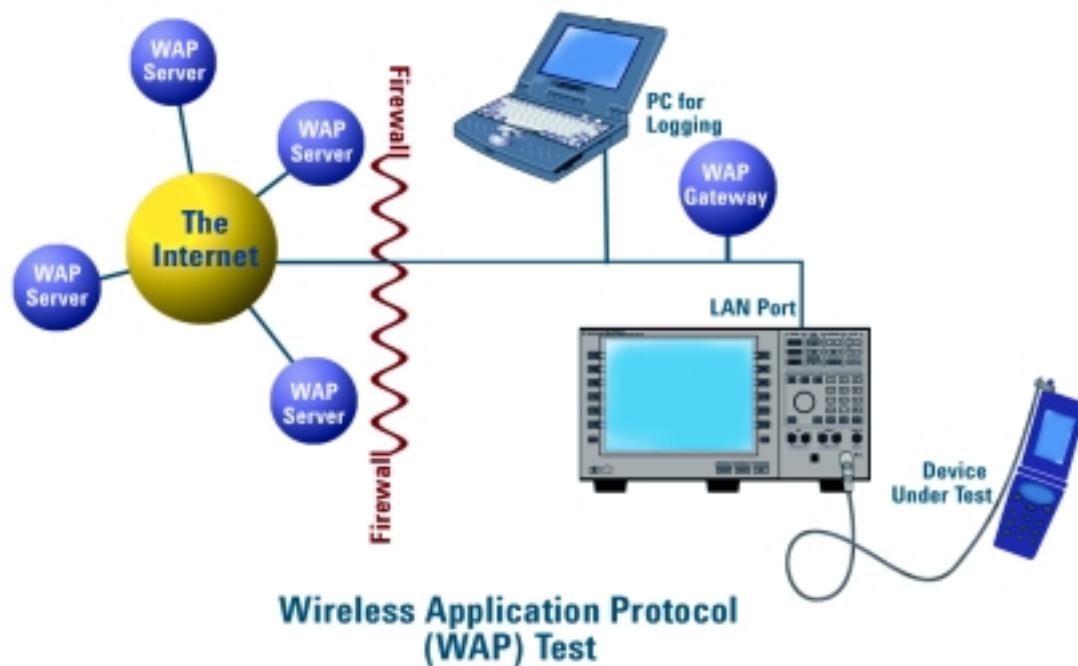 WAP
Server
WAP
Server
The
Internet
WAP
Server
WAP
Server
Firewall
Firewall
PC for
Logging
WAP
Gateway
LAN Port
Device
Under Test
Wireless Application Protocol
(WAP) Test